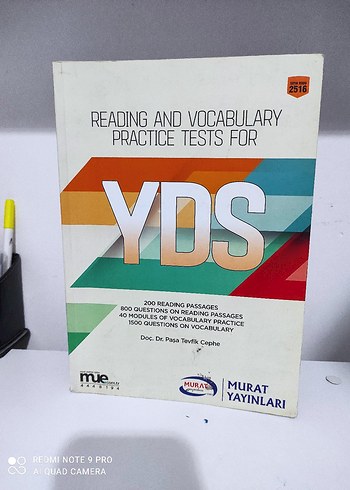 2516
READING AND VOCABULARY
PRACTICE TESTS FOR
YDS
200 READING PASSAGES
800 QUESTIONS ON READING PASSAGES
40 MODULES OF VOCABULARY PRACTICE
1500 QUESTIONS ON VOCABULARY
Doç. Dr. Paşa Tevfik Cephe
mue
MURAT
MURAT
YAYINLARI
REDMI NOTE 9 PRO
AI QUAD CAMERA